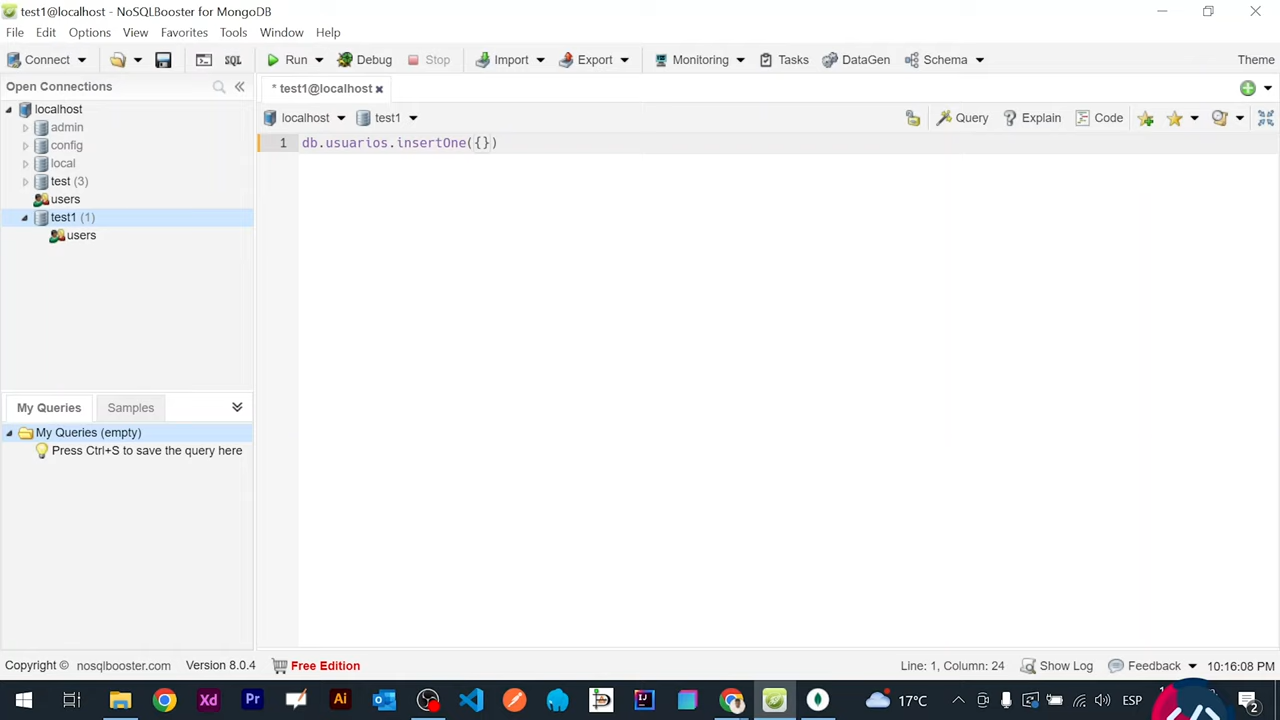 test1@localhost - NoSQLBooster for MongoDB
File Edit Options View Favorites Tools Window Help
Connect SQL Run Debug Stop Import Export Monitoring Tasks DataGen Schema Theme
Open Connections
* test1@localhost
localhost test1 Query Explain Code
localhost
admin
config
local
test (3)
users
test1 (1)
users
1 db.usuarios.insertOne({})
My Queries Samples
My Queries (empty)
Press Ctrl+S to save the query here
Copyright © nosqlbooster.com Version 8.0.4 Free Edition Line: 1, Column: 24 Show Log Feedback 10:16:08 PM
Xd Pr Ai 17°C ESP 2